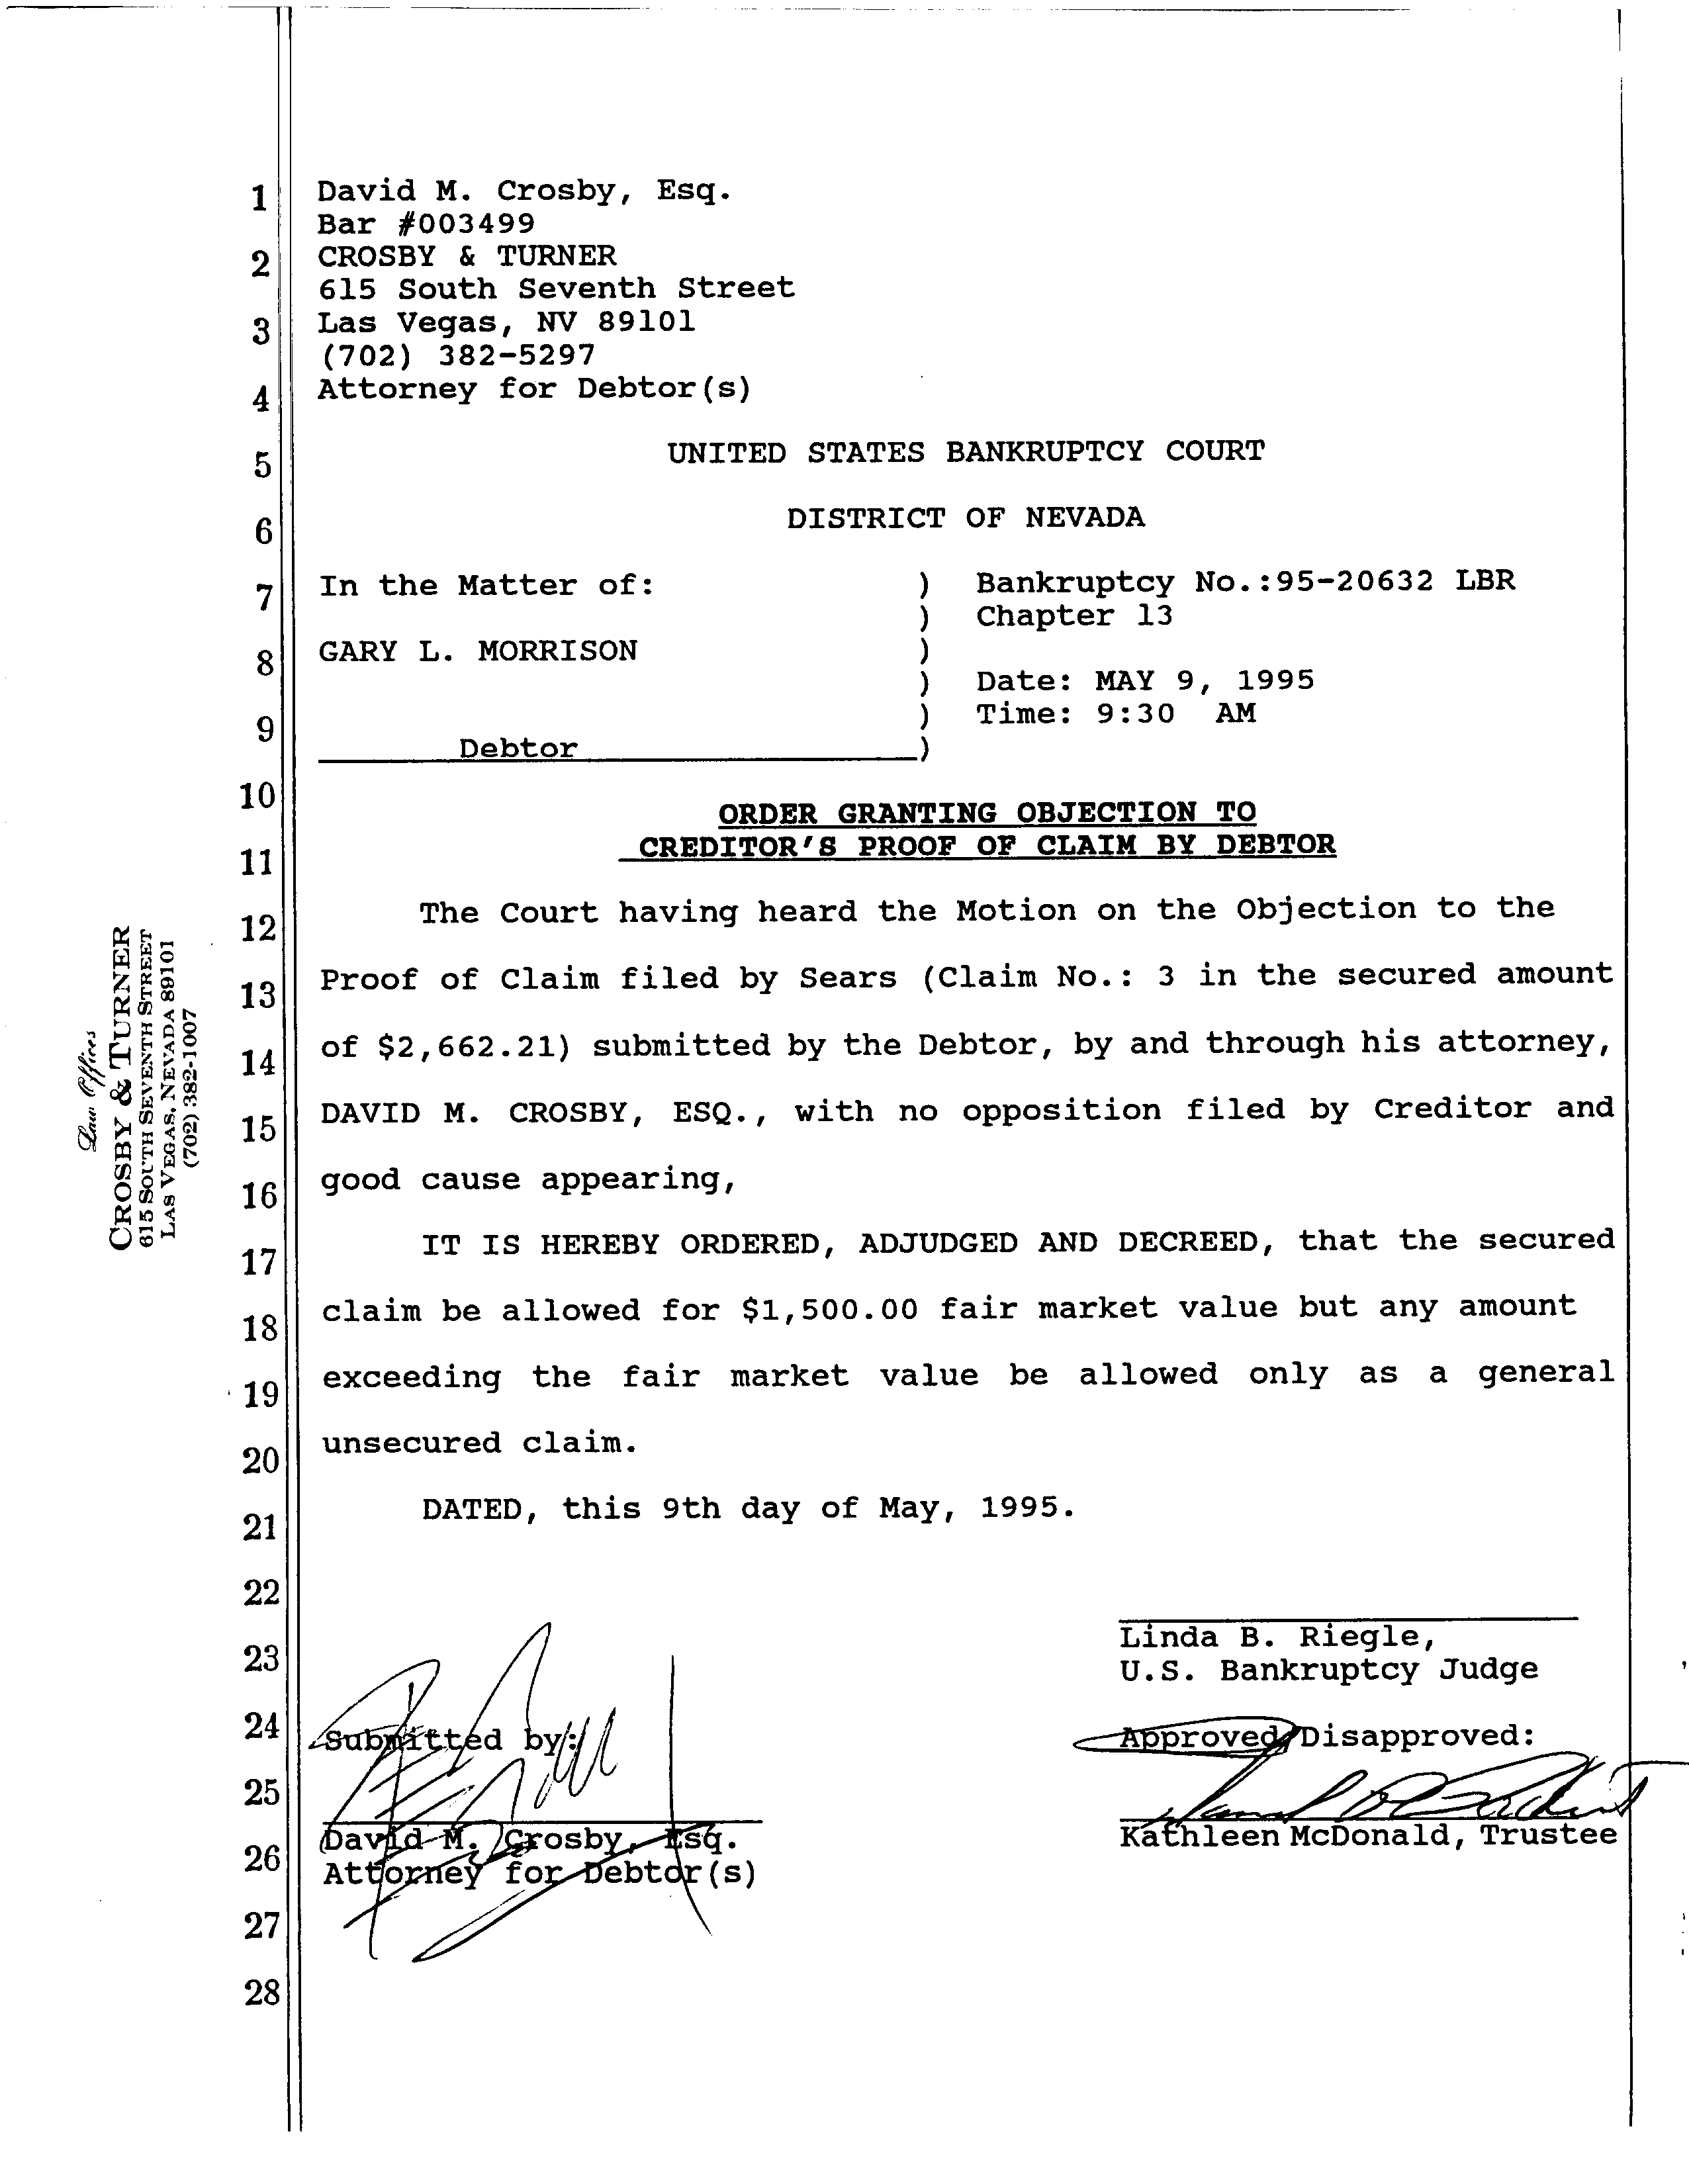 1 David M. Crosby, Esq.
Bar #003499
2 CROSBY & TURNER
615 South Seventh Street
3 Las Vegas, NV 89101
(702) 382-5297
4 Attorney for Debtor(s)
5 UNITED STATES BANKRUPTCY COURT
6 DISTRICT OF NEVADA
7 In the Matter of: ) Bankruptcy No.:95-20632 LBR
) Chapter 13
8 GARY L. MORRISON )
) Date: MAY 9, 1995
9 ) Time: 9:30 AM
Debtor )
10 ORDER GRANTING OBJECTION TO
11 CREDITOR'S PROOF OF CLAIM BY DEBTOR
12 The Court having heard the Motion on the Objection to the
13 Proof of Claim filed by Sears (Claim No.: 3 in the secured amount
14 of $2,662.21) submitted by the Debtor, by and through his attorney,
15 DAVID M. CROSBY, ESQ., with no opposition filed by Creditor and
16 good cause appearing,
17 IT IS HEREBY ORDERED, ADJUDGED AND DECREED, that the secured
18 claim be allowed for $1,500.00 fair market value but any amount
19 exceeding the fair market value be allowed only as a general
20 unsecured claim.
21 DATED, this 9th day of May, 1995.
22
Linda B. Riegle,
23 U.S. Bankruptcy Judge
24 Submitted by: Approved/Disapproved:
25
David M. Crosby, Esq. Kathleen McDonald, Trustee
26 Attorney for Debtor(s)
27
28
Law Offices
CROSBY & TURNER
615 SOUTH SEVENTH STREET
LAS VEGAS, NEVADA 89101
(702) 382-1007